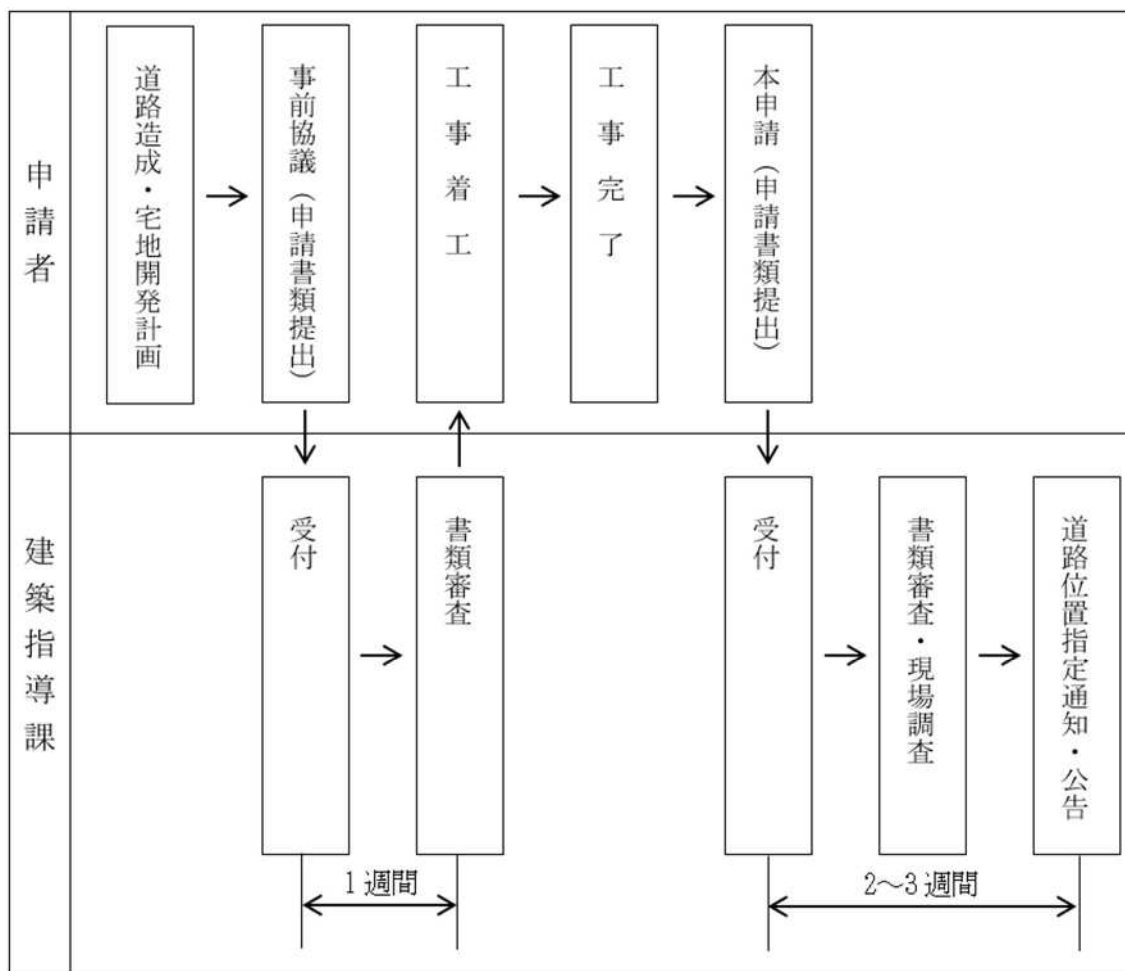 申請者
道路造成・宅地開発計画
事前協議（申請書類提出）
工事着工
工事完了
本申請（申請書類提出）
建築指導課
受付
書類審査
受付
書類審査・現場調査
道路位置指定通知・公告
1週間
2～3週間